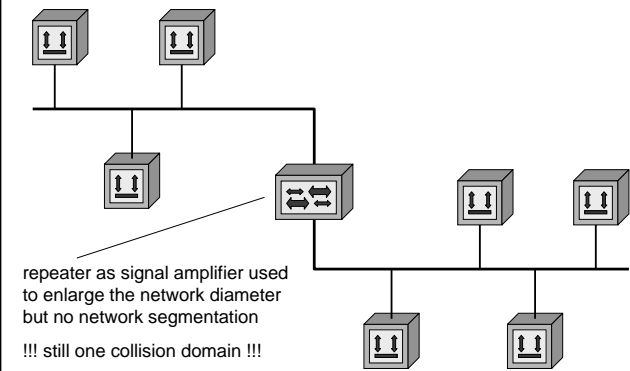 repeater as signal amplifier used
to enlarge the network diameter
but no network segmentation
!!! still one collision domain !!!